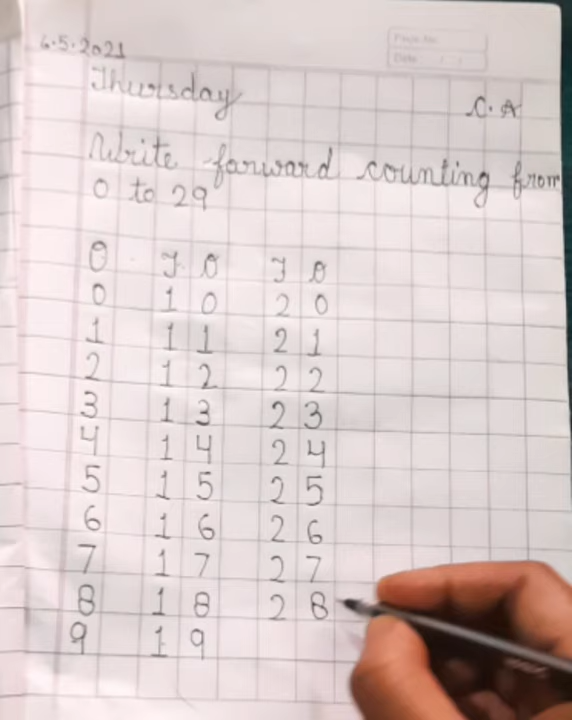 6.5.2021
Page No.
Date / /
Thursday
C.A
Write forward counting from
0 to 29
O T O T O
0 1 0 2 0
1 1 1 2 1
2 1 2 2 2
3 1 3 2 3
4 1 4 2 4
5 1 5 2 5
6 1 6 2 6
7 1 7 2 7
8 1 8 2 8
9 1 9